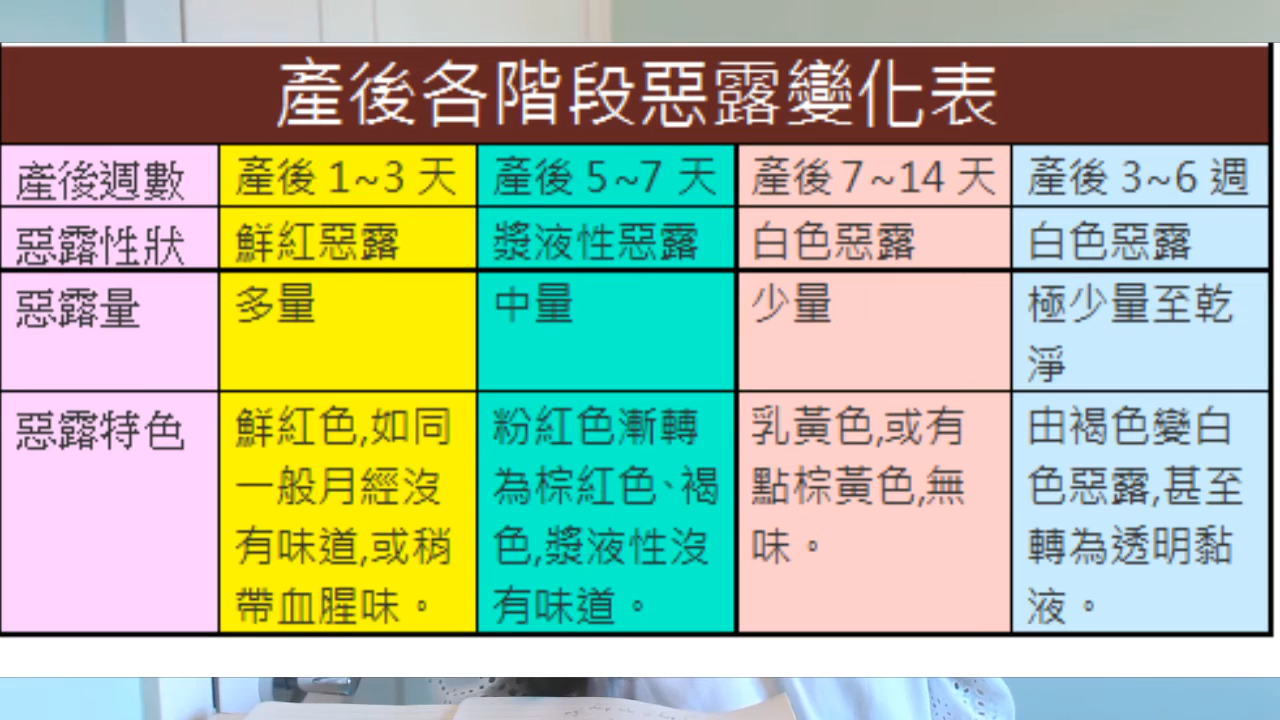 產後各階段惡露變化表
產後週數
產後 1~3 天
產後 5~7 天
產後 7~14 天
產後 3~6 週
惡露性狀
鮮紅惡露
漿液性惡露
白色惡露
白色惡露
惡露量
多量
中量
少量
極少量至乾
淨
惡露特色
鮮紅色,如同
一般月經沒
有味道,或稍
帶血腥味。
粉紅色漸轉
為棕紅色、褐
色,漿液性沒
有味道。
乳黃色,或有
點棕黃色,無
味。
由褐色變白
色惡露,甚至
轉為透明黏
液。